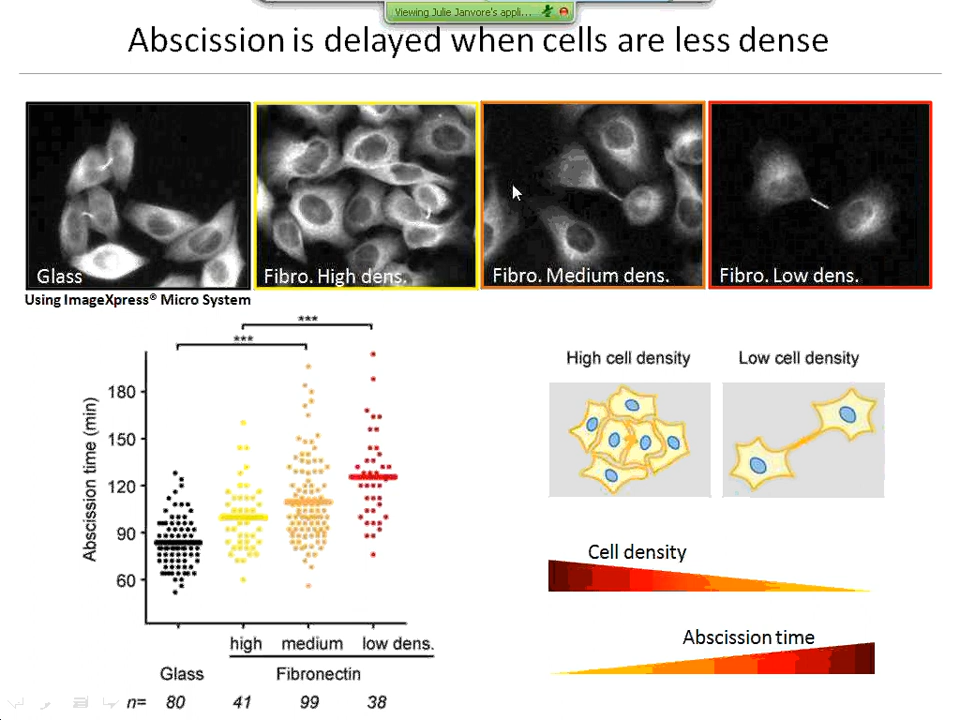 Viewing Julie Janvore's appli...
Abscission is delayed when cells are less dense
Glass
Fibro. High dens.
Fibro. Medium dens.
Fibro. Low dens.
Using ImageXpress® Micro System
***
***
Abscission time (min)
180
150
120
90
60
high medium low dens.
Glass Fibronectin
n= 80 41 99 38
High cell density Low cell density
Cell density
Abscission time